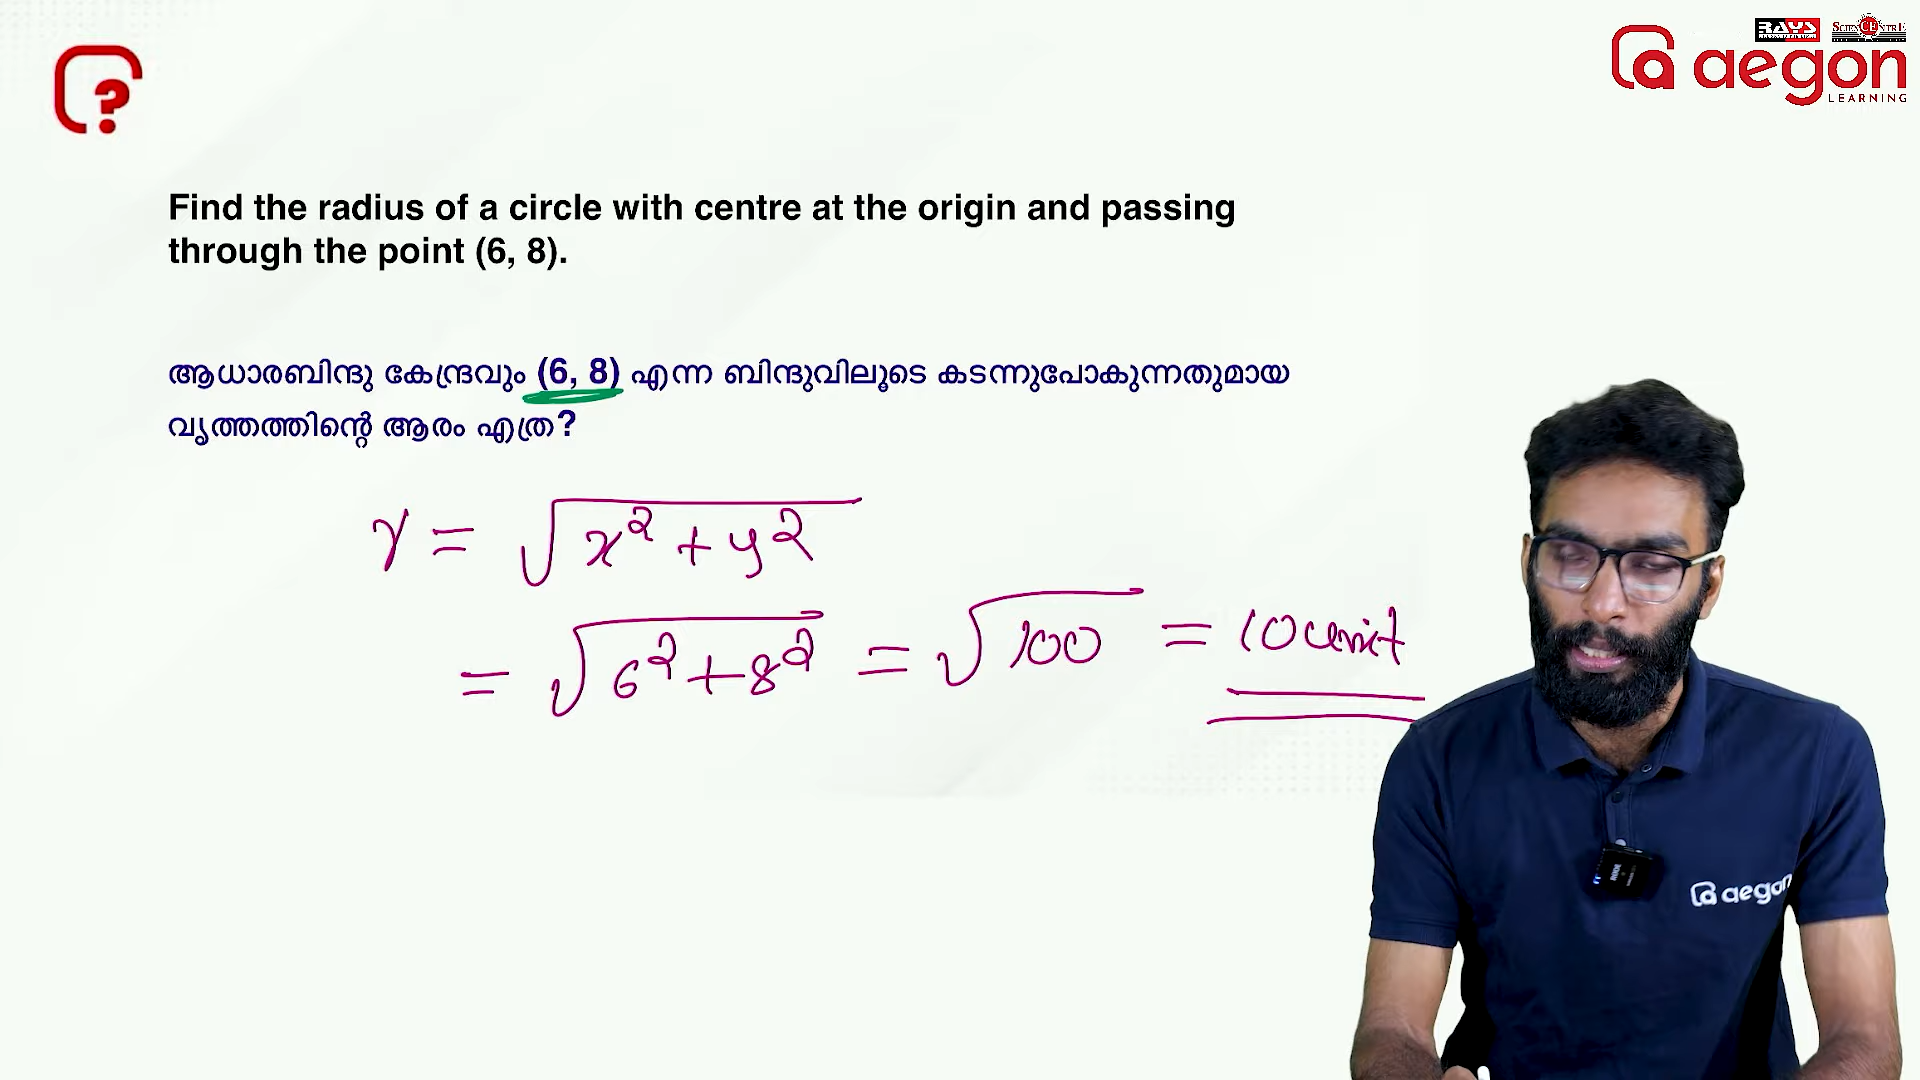 RAYS
SCIENCENTRE
aegon
LEARNING
Find the radius of a circle with centre at the origin and passing
through the point (6, 8).
ആധാരബിന്ദു കേന്ദ്രവും (6, 8) എന്ന ബിന്ദുവിലൂടെ കടന്നുപോകുന്നതുമായ
വൃത്തത്തിന്റെ ആരം എത്ര?
r = √x² + y²
= √6² + 8² = √100 = 10 unit
aegon